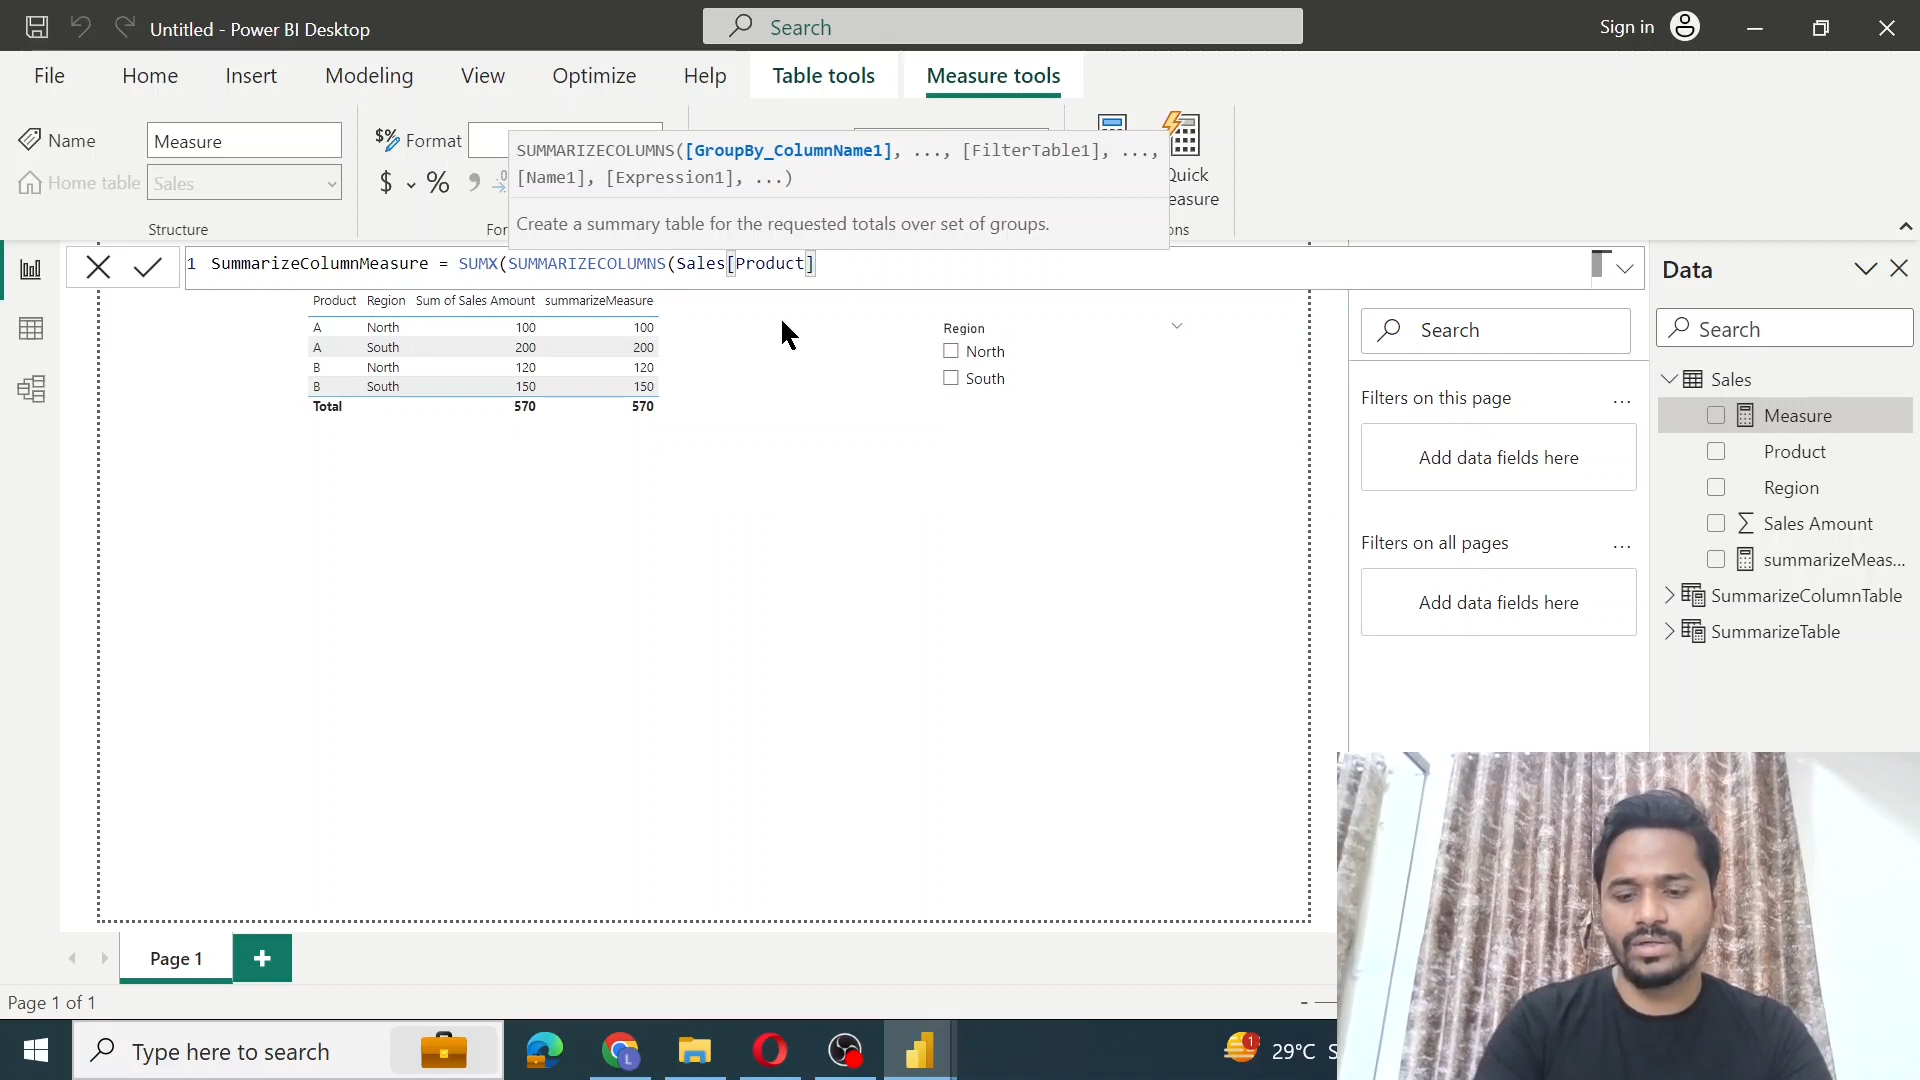 Untitled - Power BI Desktop
Search
Sign in
File
Home
Insert
Modeling
View
Optimize
Help
Table tools
Measure tools
Name
Measure
$% Format
Home table
Sales
$
%
Structure
SUMMARIZECOLUMNS([GroupBy_ColumnName1], ..., [FilterTable1], ...,
[Name1], [Expression1], ...)
Create a summary table for the requested totals over set of groups.
1 SummarizeColumnMeasure = SUMX(SUMMARIZECOLUMNS(Sales[Product]
Product Region Sum of Sales Amount summarizeMeasure
A North 100 100
A South 200 200
B North 120 120
B South 150 150
Total 570 570
Region
North
South
Search
Filters on this page
...
Add data fields here
Filters on all pages
...
Add data fields here
Data
Search
Sales
Measure
Product
Region
Sales Amount
summarizeMeas...
SummarizeColumnTable
SummarizeTable
Page 1
Page 1 of 1
Type here to search
L
1
29°C